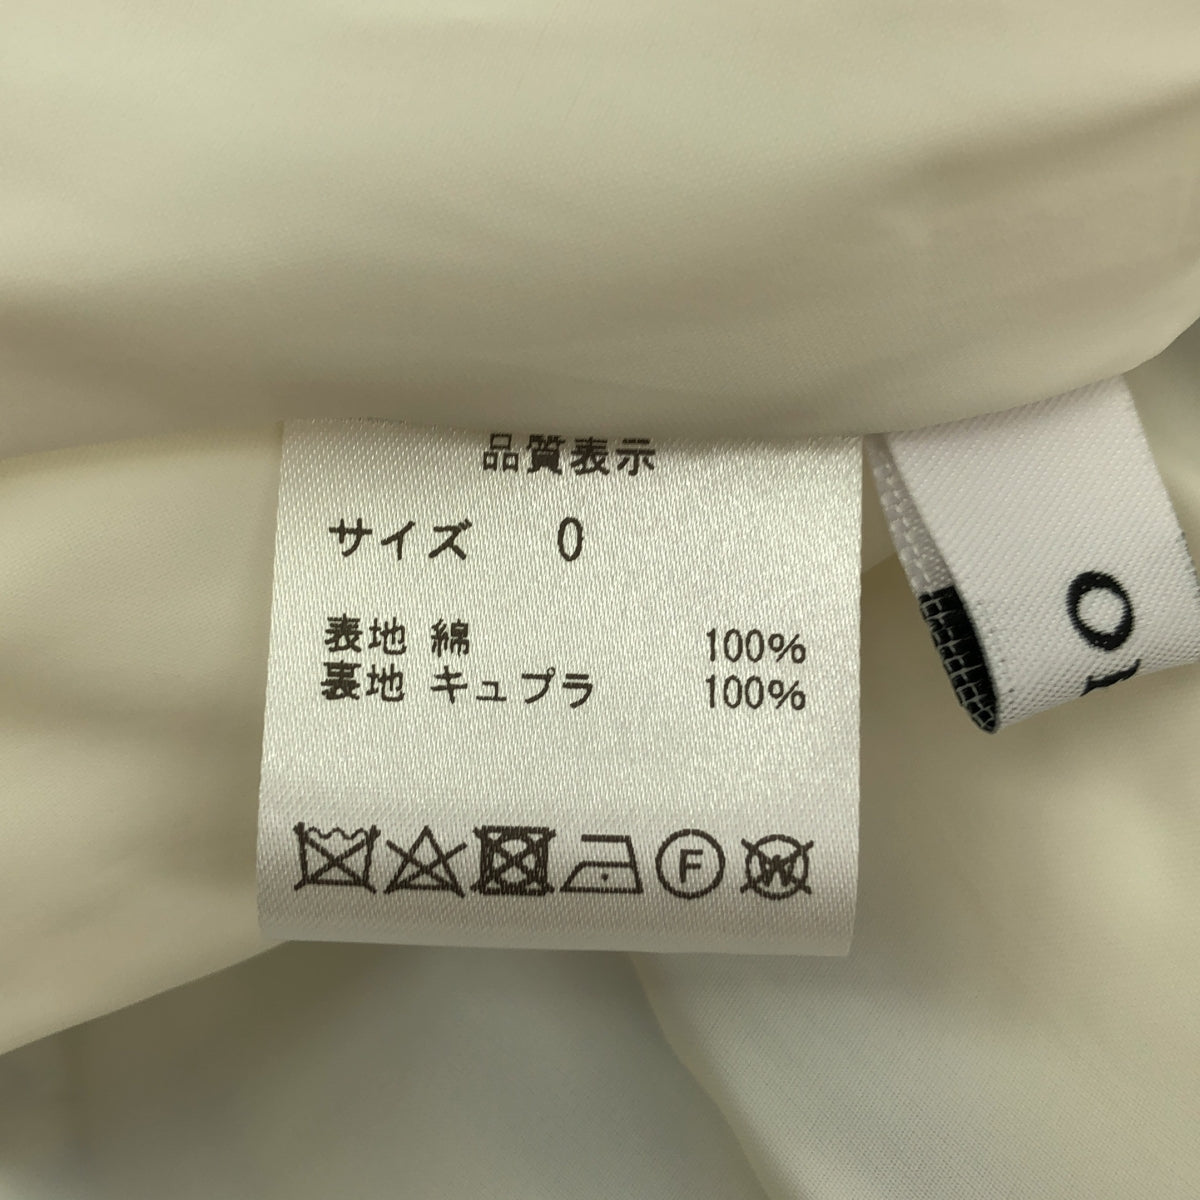 品質表示
サイズ 0
表地 綿 100%
裏地 キュプラ 100%
F W
O